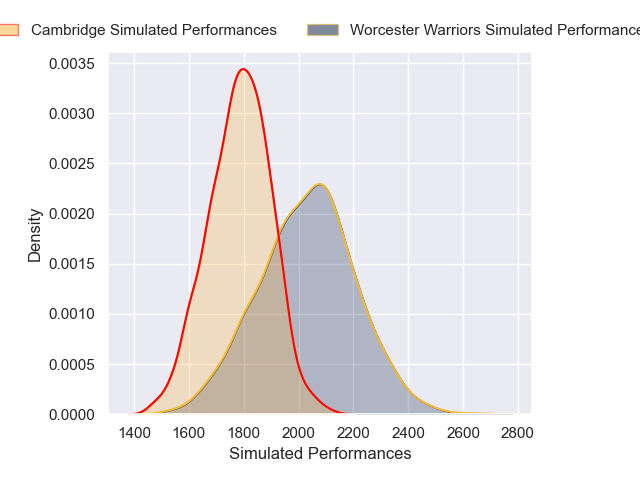 Cambridge Simulated Performances
Worcester Warriors Simulated Performance
0.0035
0.0030
0.0025
0.0020
0.0015
0.0010
0.0005
0.0000
Density
1400 1600 1800 2000 2200 2400 2600 2800
Simulated Performances